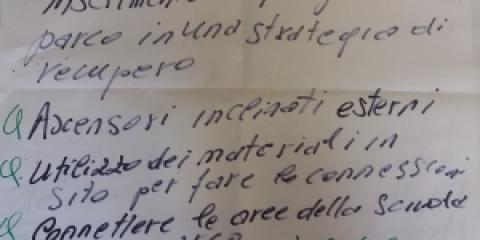 inserimento
parco in una strategia di
recupero
Ascensori inclinati esterni
utilizzo dei materiali in
sito per fare le connessioni
Connettere le aree della scuola